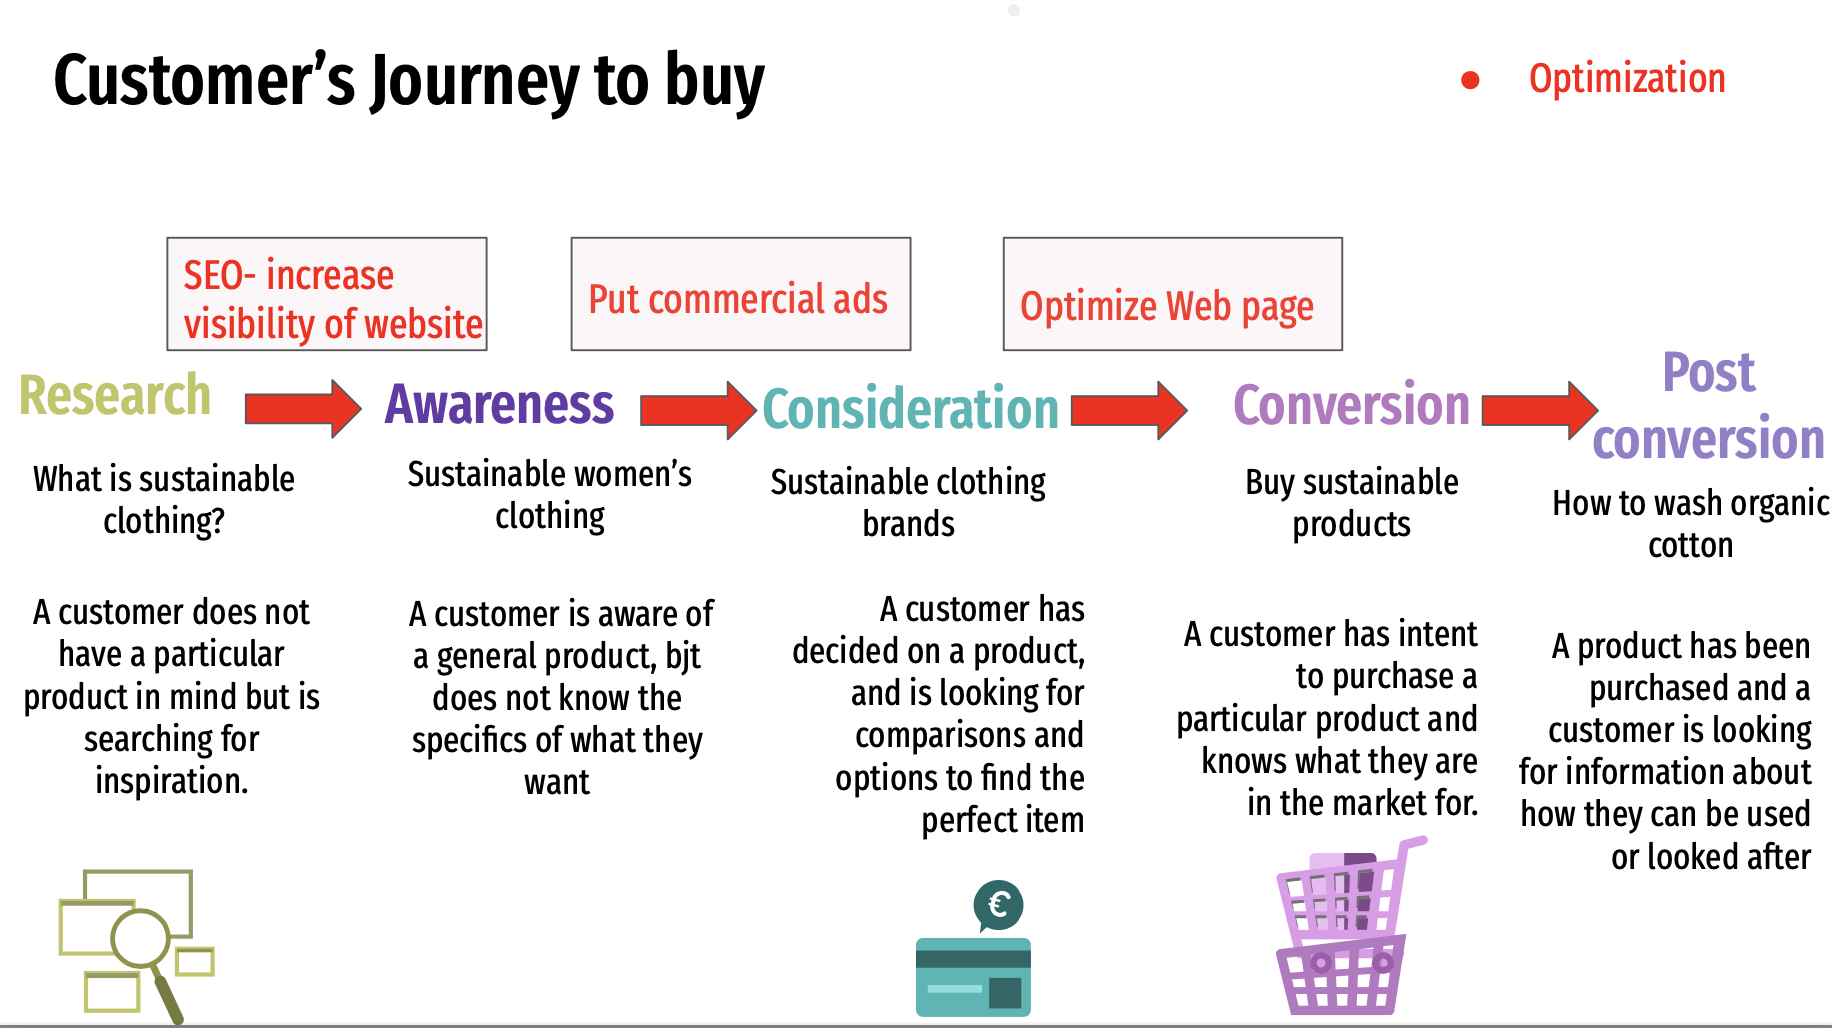 Customer’s Journey to buy
Optimization
SEO- increase
visibility of website
Put commercial ads
Optimize Web page
Research
Awareness
Consideration
Conversion
Post
conversion
What is sustainable
clothing?
Sustainable women’s
clothing
Sustainable clothing
brands
Buy sustainable
products
How to wash organic
cotton
A customer does not
have a particular
product in mind but is
searching for
inspiration.
A customer is aware of
a general product, bjt
does not know the
specifics of what they
want
A customer has
decided on a product,
and is looking for
comparisons and
options to find the
perfect item
A customer has intent
to purchase a
particular product and
knows what they are
in the market for.
A product has been
purchased and a
customer is looking
for information about
how they can be used
or looked after
€